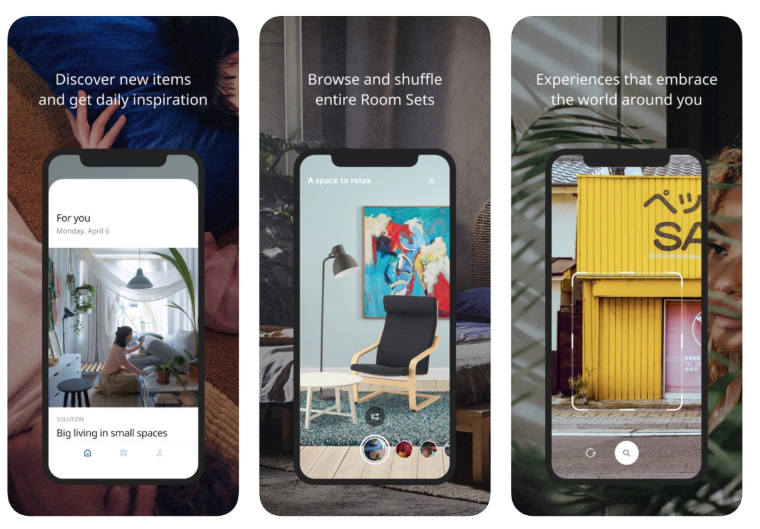 Discover new items
and get daily inspiration
For you
Monday, April 6
SOLUTION
Big living in small spaces
Browse and shuffle
entire Room Sets
A space to relax
Experiences that embrace
the world around you
ペッ
SA